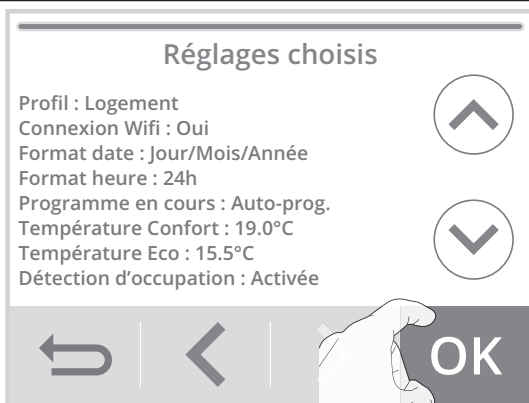 Réglages choisis
Profil : Logement
Connexion Wifi : Oui
Format date : Jour/Mois/Année
Format heure : 24h
Programme en cours : Auto-prog.
Température Confort : 19.0°C
Température Eco : 15.5°C
Détection d’occupation : Activée
OK